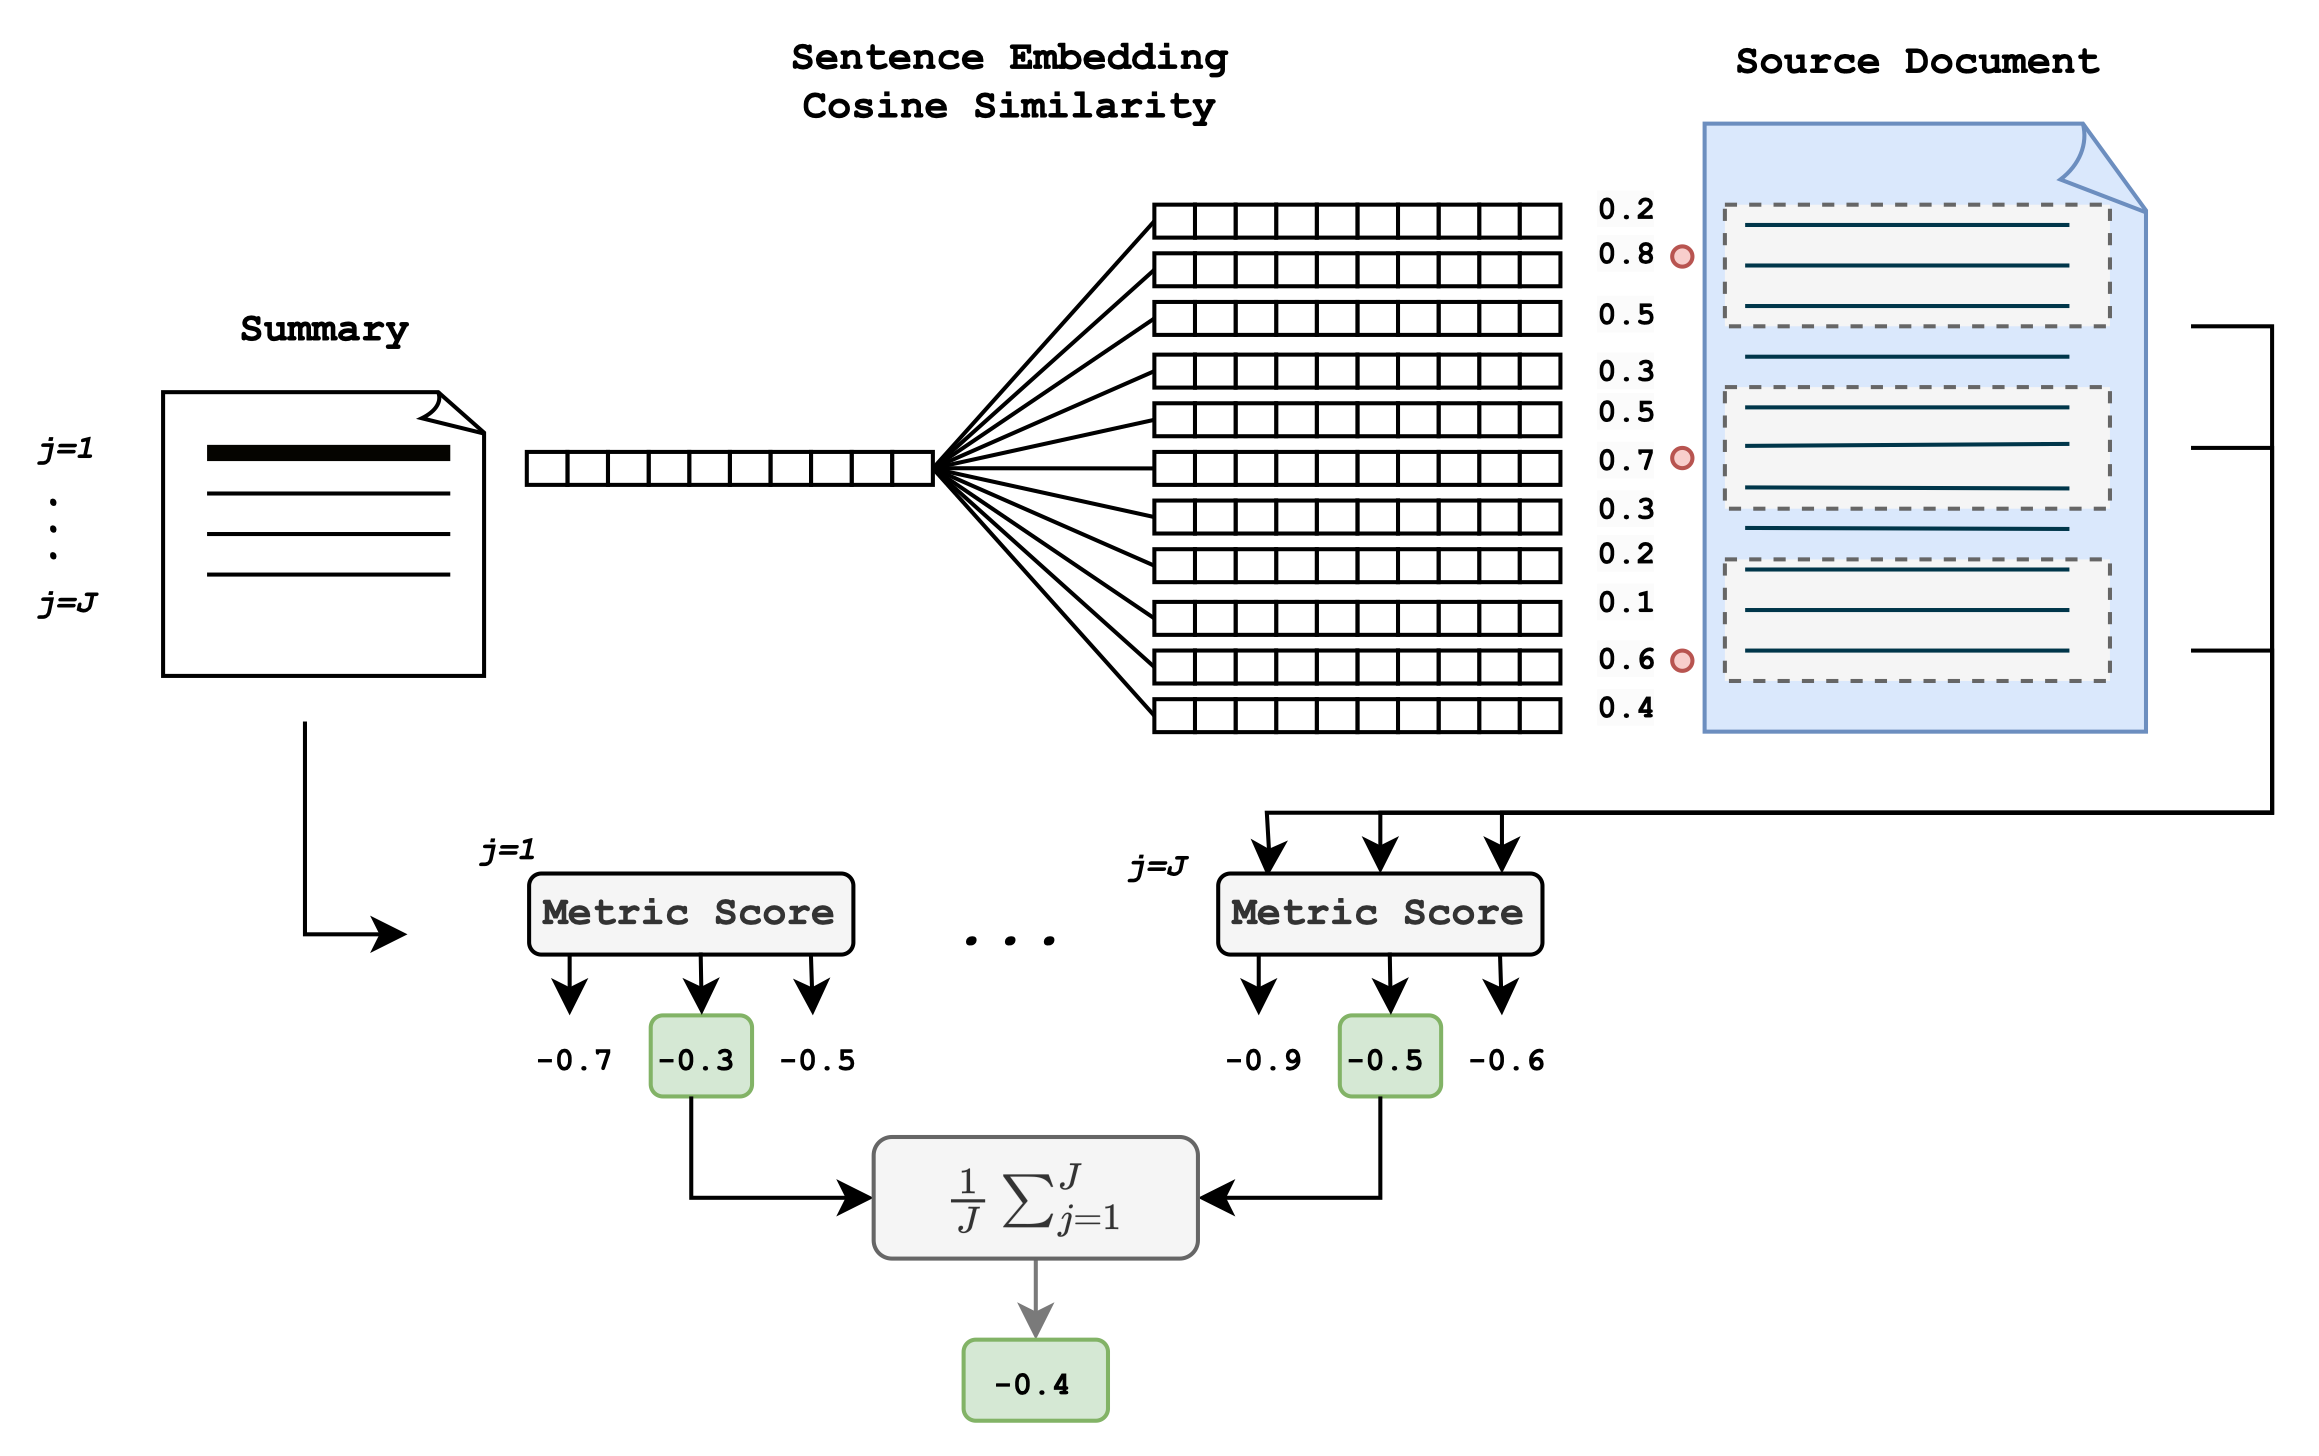 Sentence Embedding
Cosine Similarity
Source Document
Summary
j=1
.
.
.
j=J
0.2
0.8
0.5
0.3
0.5
0.7
0.3
0.2
0.1
0.6
0.4
j=1
Metric Score
...
j=J
Metric Score
-0.7 -0.3 -0.5
-0.9 -0.5 -0.6
\frac{1}{J} \sum_{j=1}^{J}
-0.4